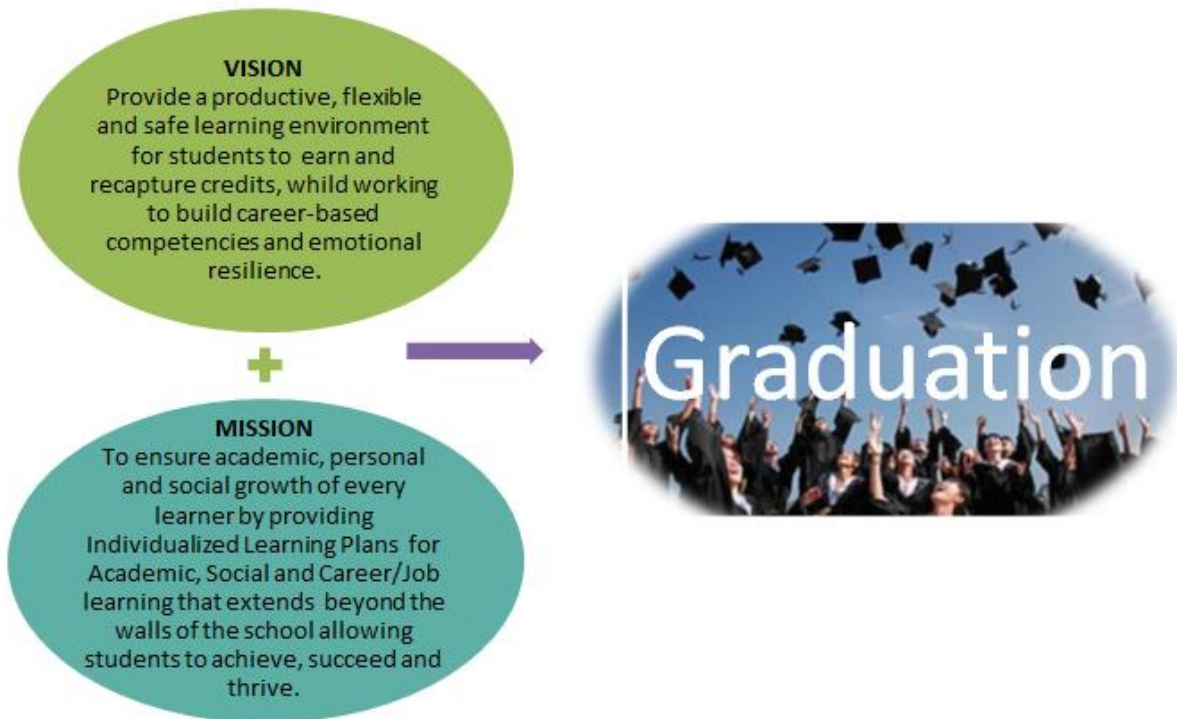 VISION
Provide a productive, flexible
and safe learning environment
for students to earn and
recapture credits, whild working
to build career-based
competencies and emotional
resilience.
MISSION
To ensure academic, personal
and social growth of every
learner by providing
Individualized Learning Plans for
Academic, Social and Career/Job
learning that extends beyond the
walls of the school allowing
students to achieve, succeed and
thrive.
Graduation